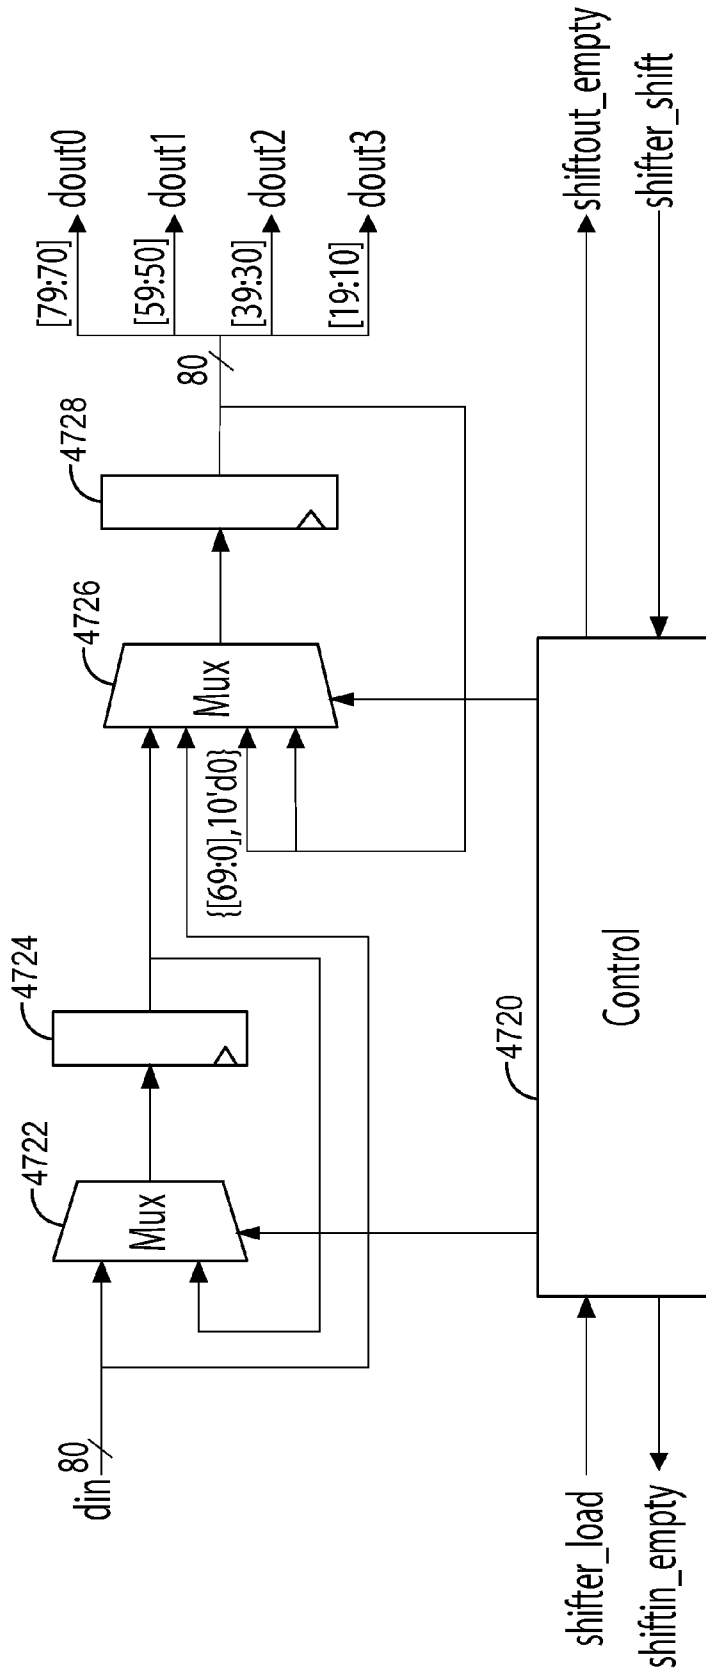 din
80
4722
Mux
4724
{[69:0],10'd0}
4726
Mux
4728
80
[79:70]
dout0
[59:50]
dout1
[39:30]
dout2
[19:10]
dout3
4720
Control
shifter_load
shiftin_empty
shiftout_empty
shifter_shift